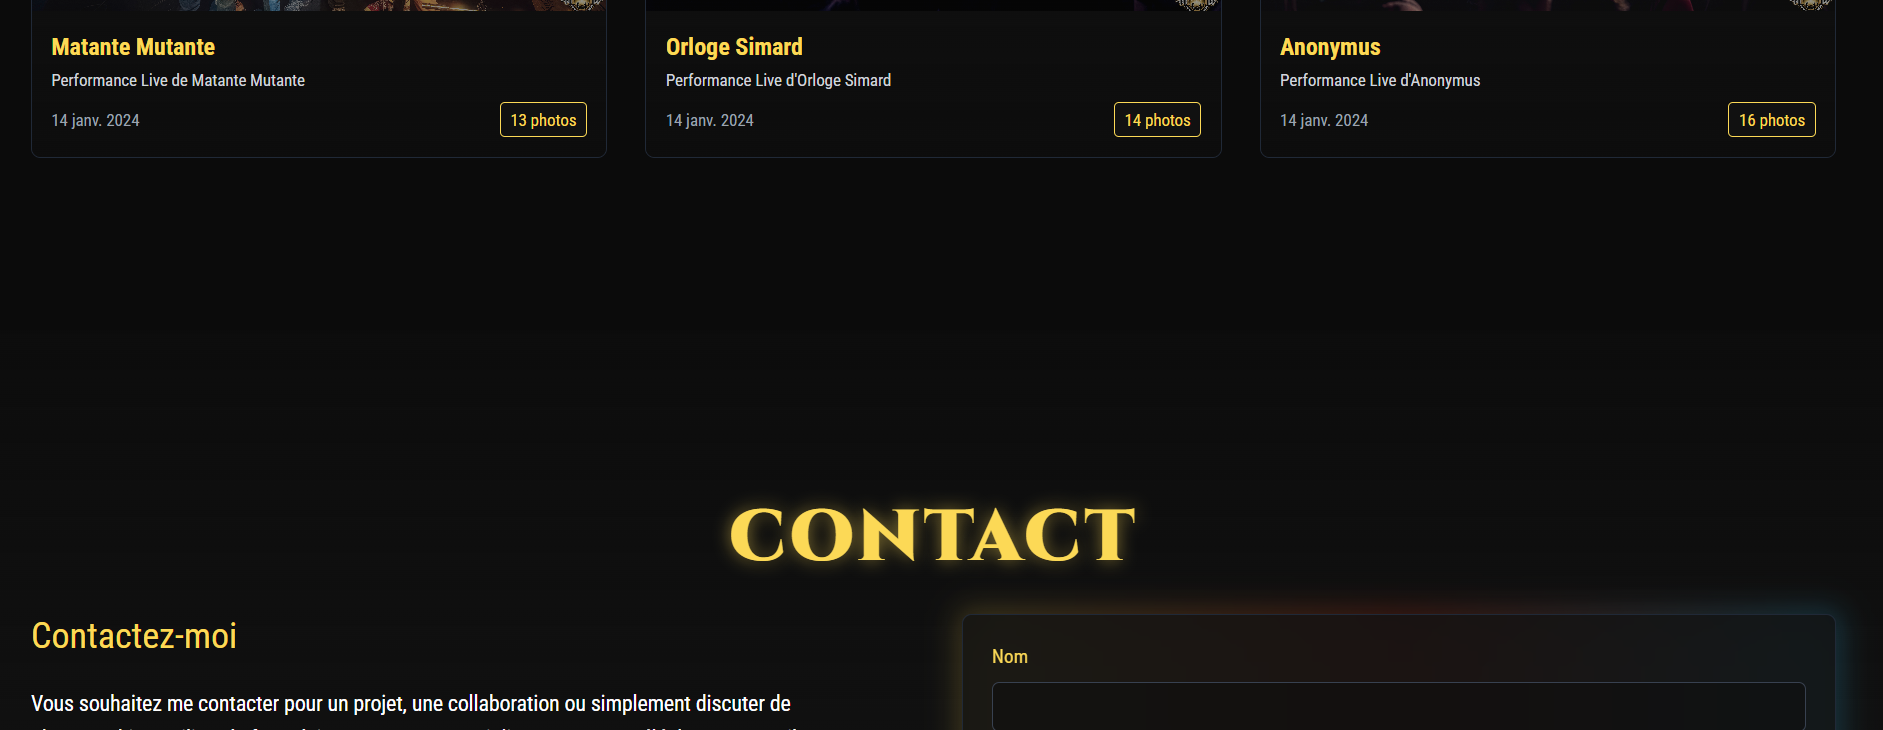 Matante Mutante
Performance Live de Matante Mutante
14 janv. 2024
13 photos
Orloge Simard
Performance Live d'Orloge Simard
14 janv. 2024
14 photos
Anonymus
Performance Live d'Anonymus
14 janv. 2024
16 photos
CONTACT
Contactez-moi
Vous souhaitez me contacter pour un projet, une collaboration ou simplement discuter de
Nom